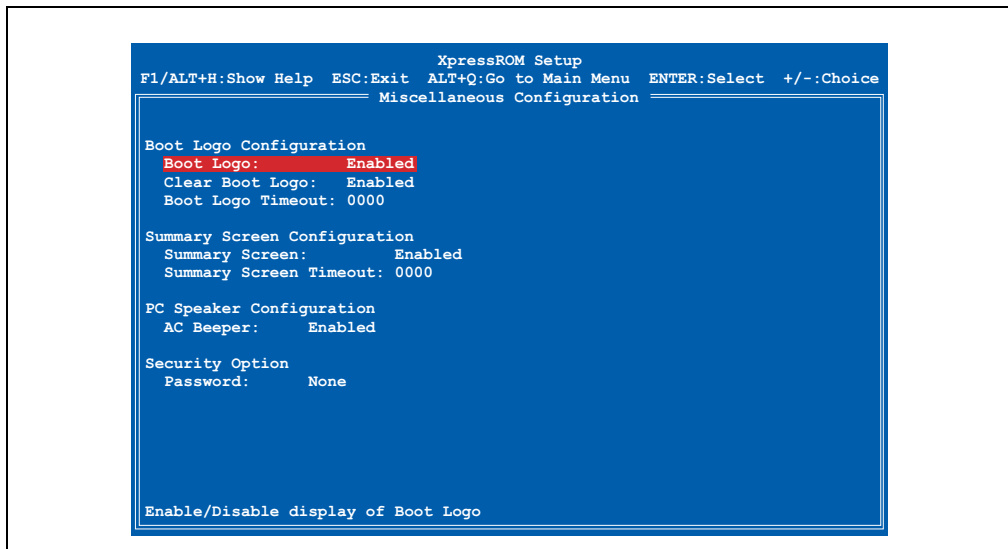 XpressROM Setup
F1/ALT+H:Show Help ESC:Exit ALT+Q:Go to Main Menu ENTER:Select +/-:Choice
Miscellaneous Configuration
Boot Logo Configuration
Boot Logo: Enabled
Clear Boot Logo: Enabled
Boot Logo Timeout: 0000
Summary Screen Configuration
Summary Screen: Enabled
Summary Screen Timeout: 0000
PC Speaker Configuration
AC Beeper: Enabled
Security Option
Password: None
Enable/Disable display of Boot Logo